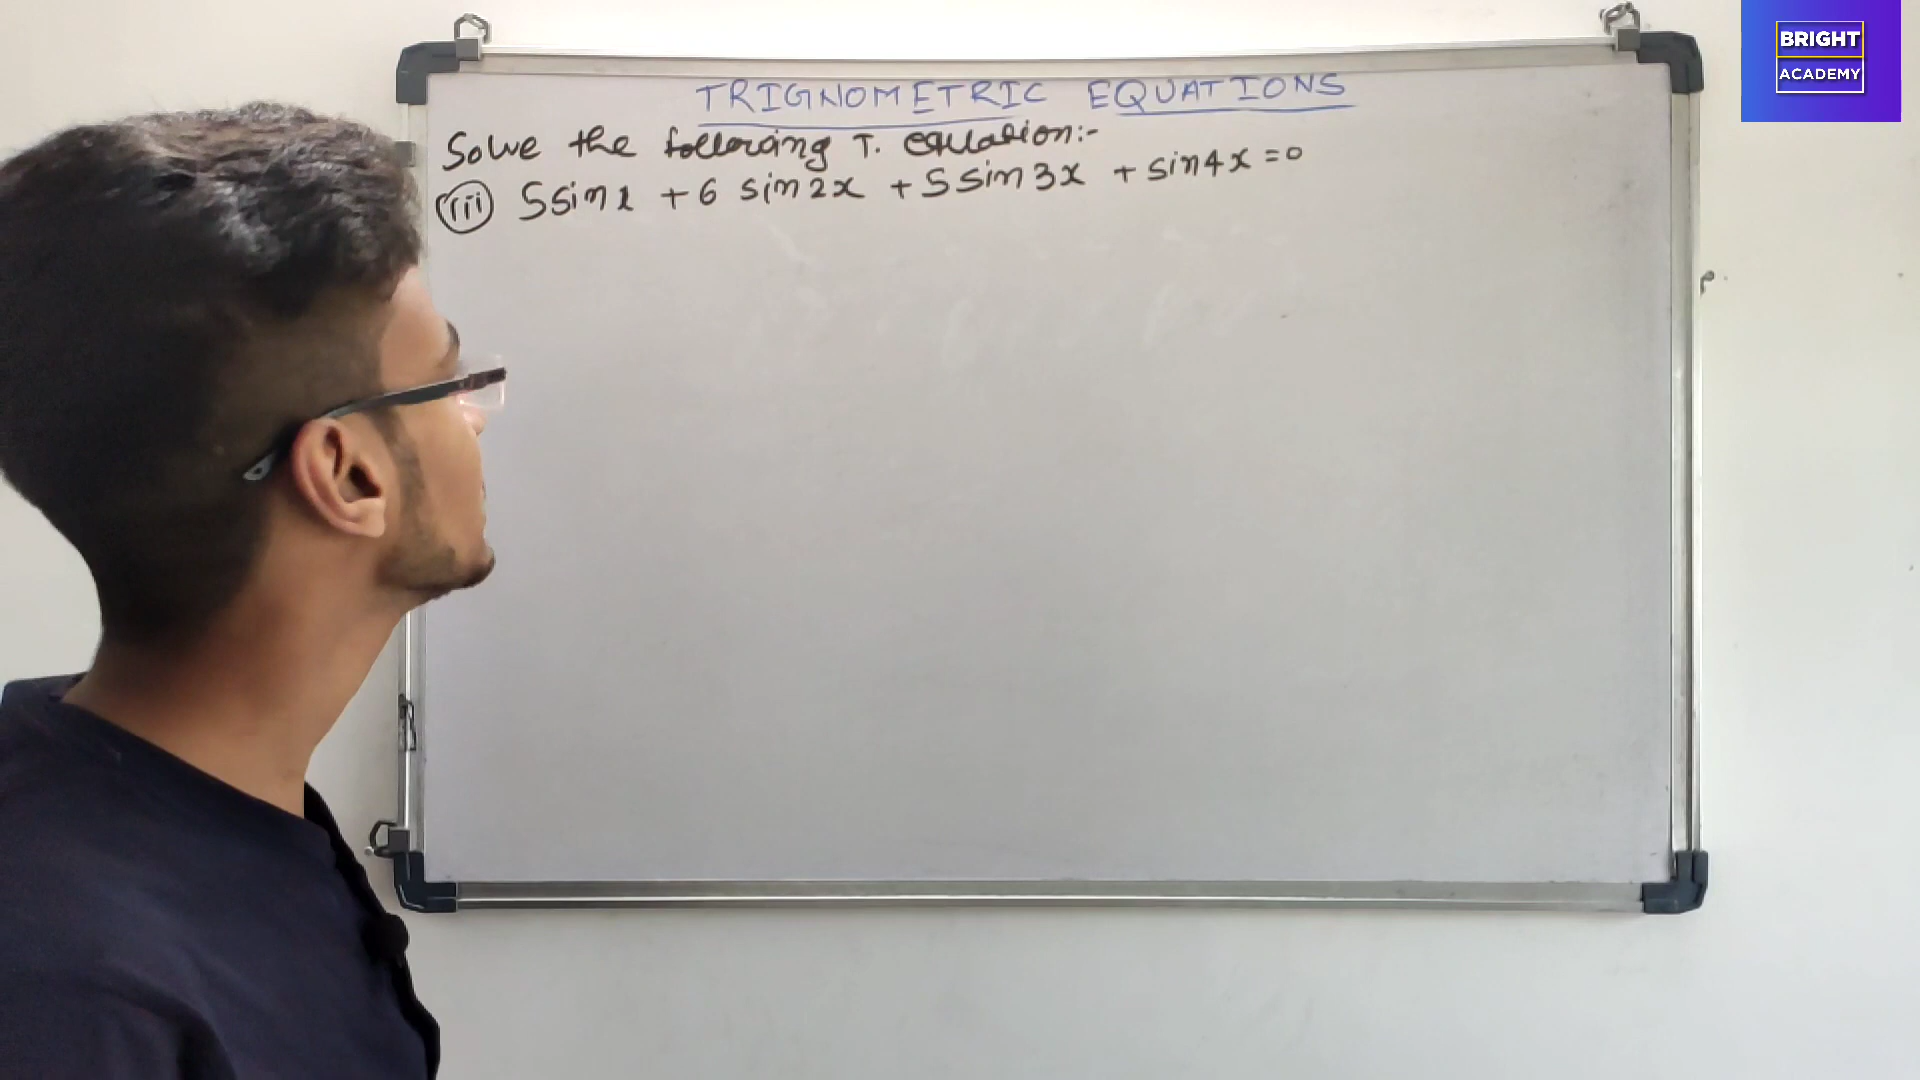 BRIGHT
ACADEMY
TRIGNOMETRIC EQUATIONS
Solve the following T. equation:-
(iii) 5sinx + 6 sin2x + 5sin3x + sin4x = 0